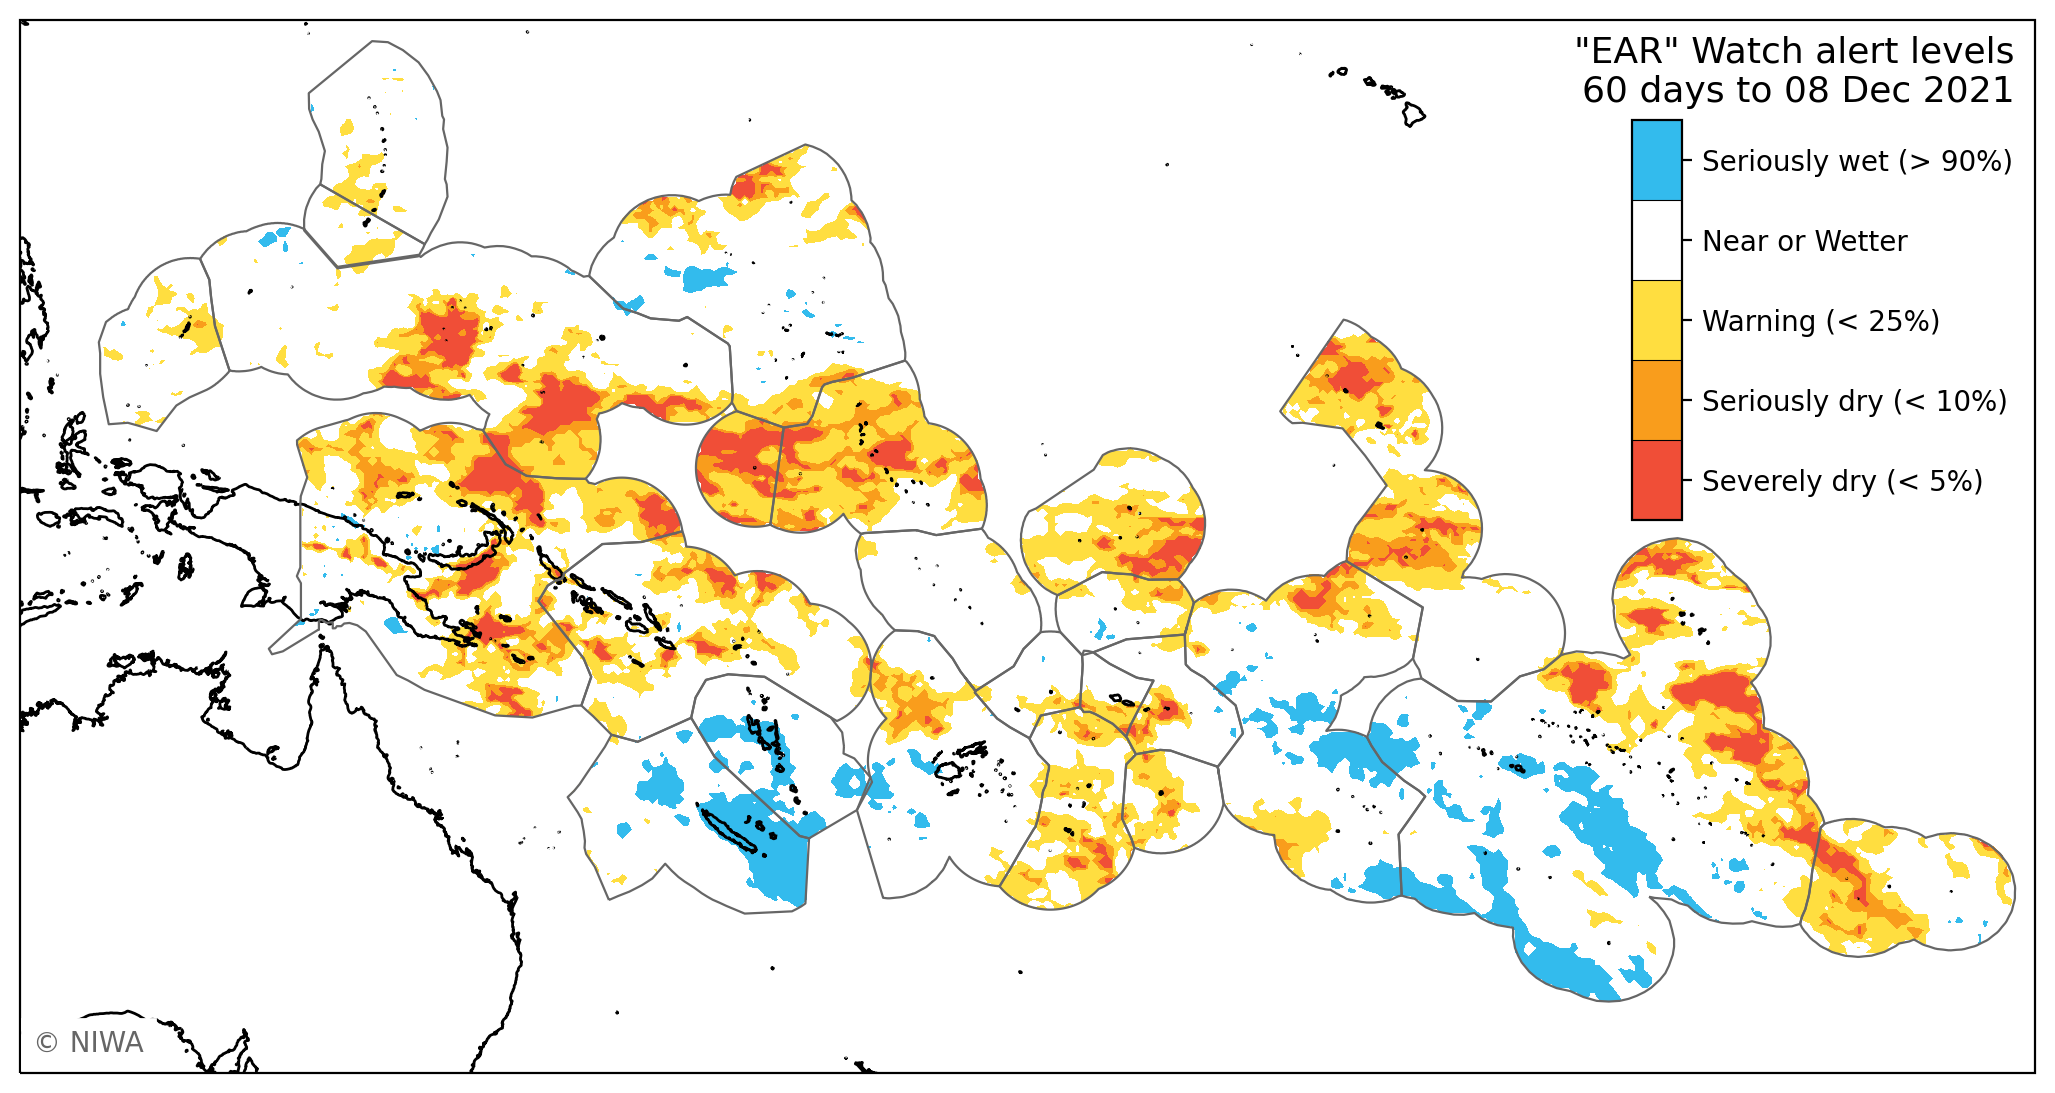 "EAR" Watch alert levels
60 days to 08 Dec 2021
Seriously wet (> 90%)
Near or Wetter
Warning (< 25%)
Seriously dry (< 10%)
Severely dry (< 5%)
© NIWA